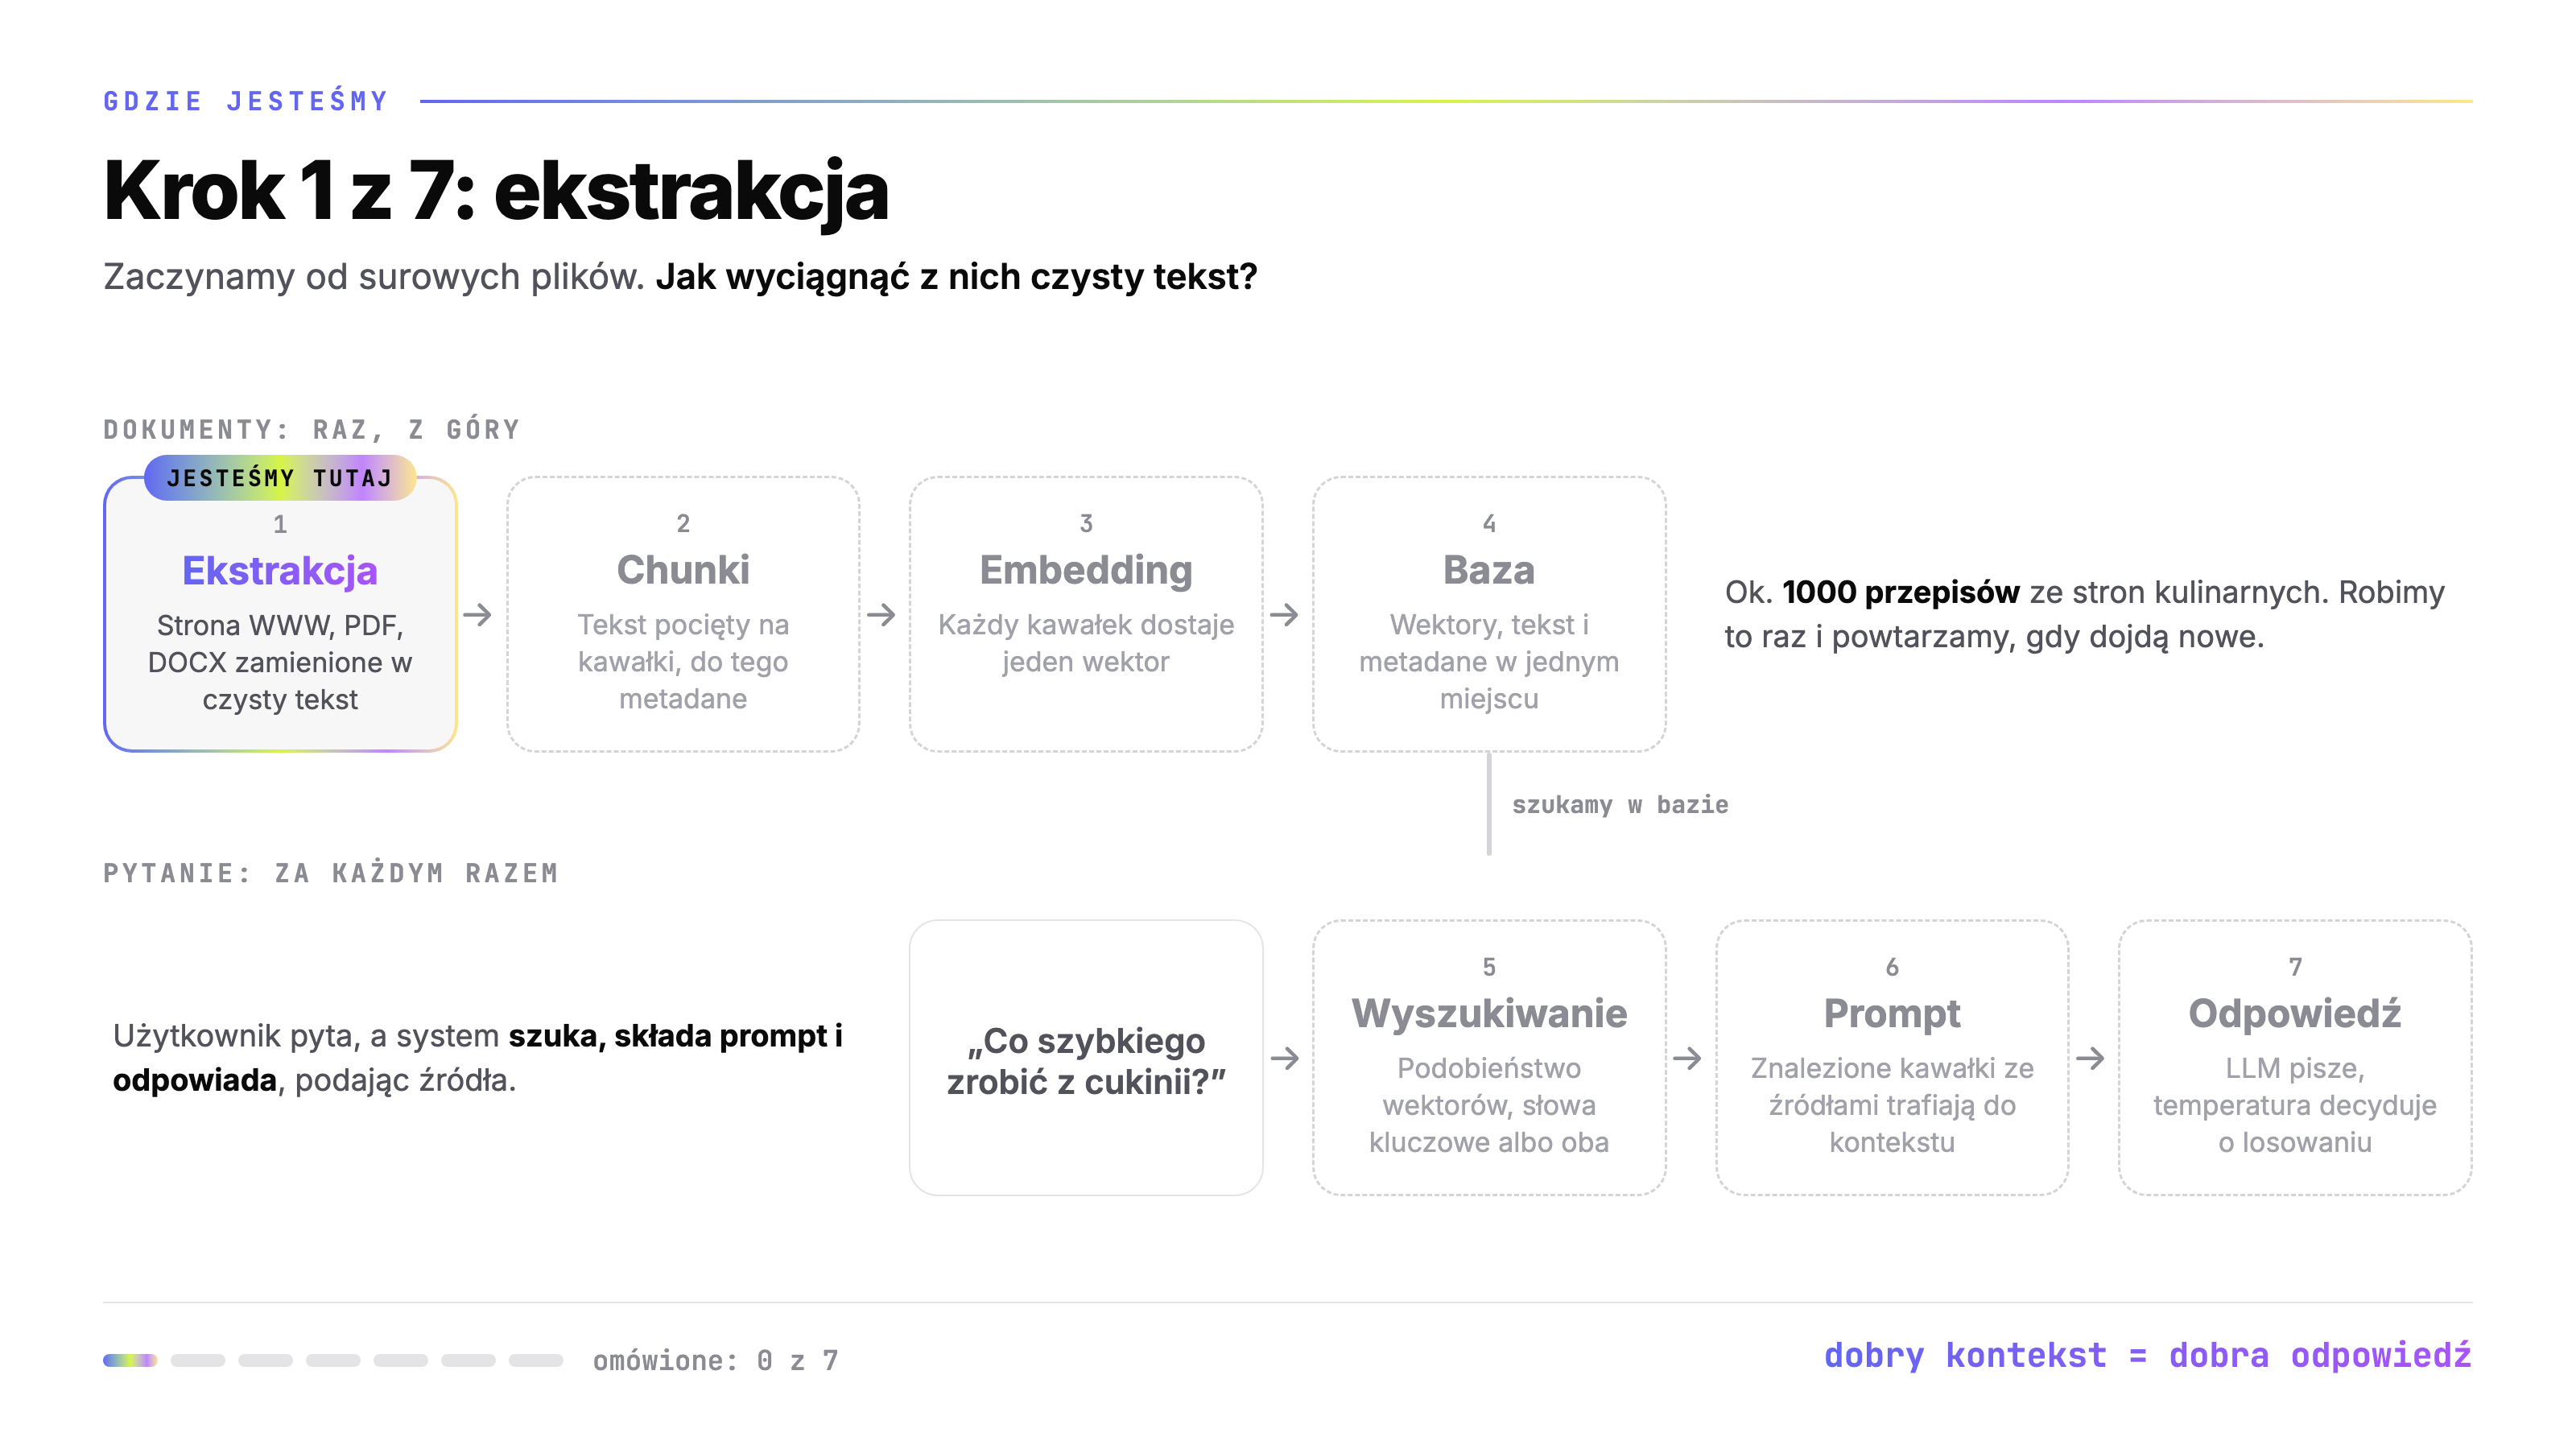 GDZIE JESTEŚMY
Krok 1 z 7: ekstrakcja
Zaczynamy od surowych plików. Jak wyciągnąć z nich czysty tekst?
DOKUMENTY: RAZ, Z GÓRY
JESTEŚMY TUTAJ
1
Ekstrakcja
Strona WWW, PDF,
DOCX zamienione w
czysty tekst
→
2
Chunki
Tekst pocięty na
kawałki, do tego
metadane
→
3
Embedding
Każdy kawałek dostaje
jeden wektor
→
4
Baza
Wektory, tekst i
metadane w jednym
miejscu
Ok. 1000 przepisów ze stron kulinarnych. Robimy
to raz i powtarzamy, gdy dojdą nowe.
szukamy w bazie
PYTANIE: ZA KAŻDYM RAZEM
Użytkownik pyta, a system szuka, składa prompt i
odpowiada, podając źródła.
„Co szybkiego
zrobić z cukinii?”
→
5
Wyszukiwanie
Podobieństwo
wektorów, słowa
kluczowe albo oba
→
6
Prompt
Znalezione kawałki ze
źródłami trafiają do
kontekstu
→
7
Odpowiedź
LLM pisze,
temperatura decyduje
o losowaniu
omówione: 0 z 7
dobry kontekst = dobra odpowiedź